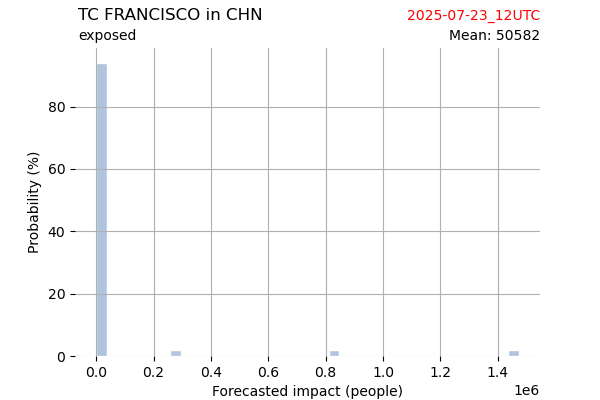 TC FRANCISCO in CHN
2025-07-23_12UTC
exposed
Mean: 50582
Probability (%)
80
60
40
20
0
0.0 0.2 0.4 0.6 0.8 1.0 1.2 1.4
1e6
Forecasted impact (people)